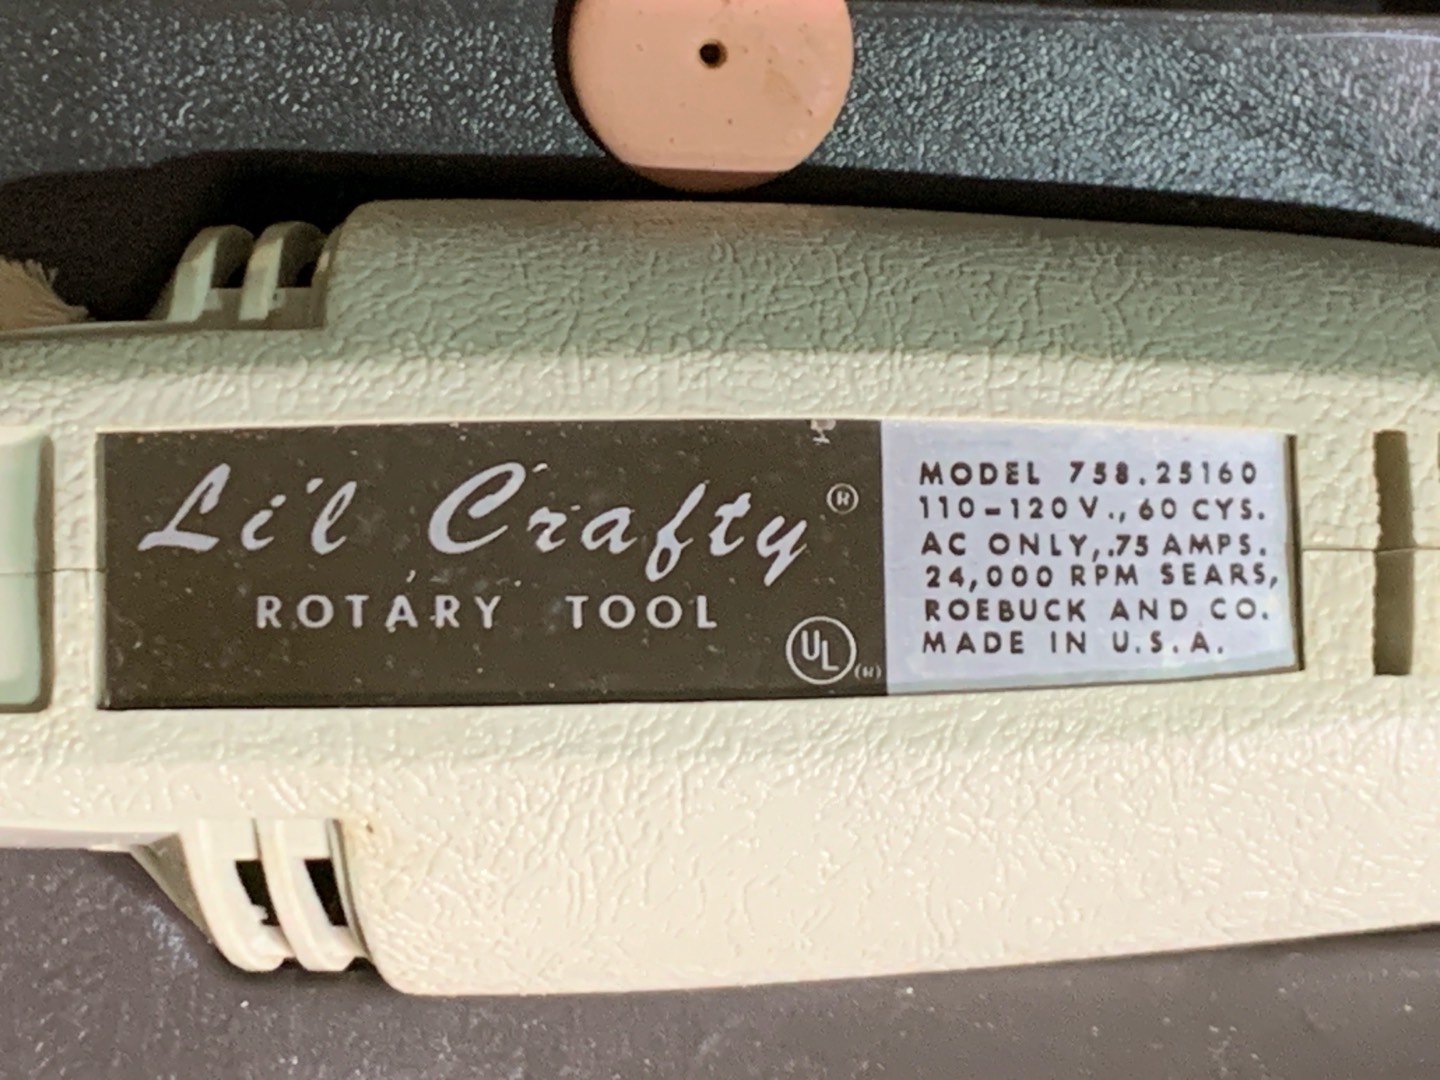 Li'l Crafty ®
ROTARY TOOL
UL
MODEL 758.25160
110-120 V., 60 CYS.
AC ONLY, .75 AMPS.
24,000 RPM SEARS,
ROEBUCK AND CO.
MADE IN U.S.A.